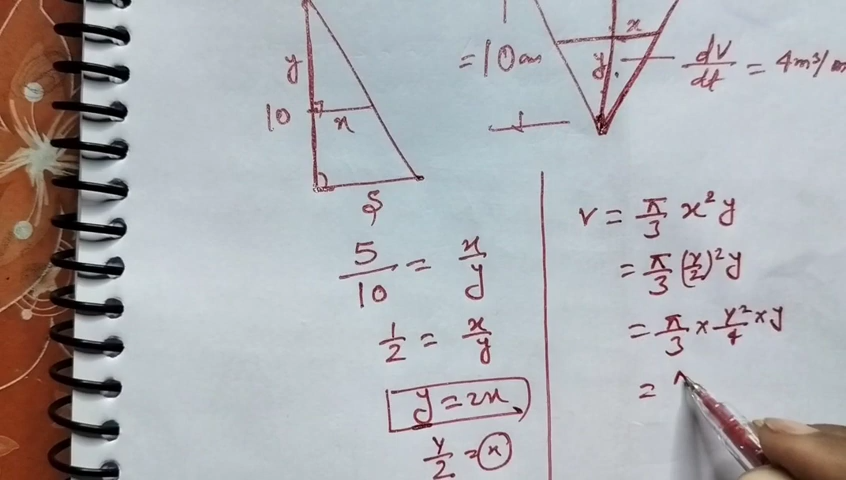 y
10
x
5
5/10 = x/y
1/2 = x/y
y = 2x
y/2 = x
= 10 cm
x
y
dv/dt = 4m³/m
v = π/3 x²y
= π/3 (y/2)² y
= π/3 × y²/4 × y
=